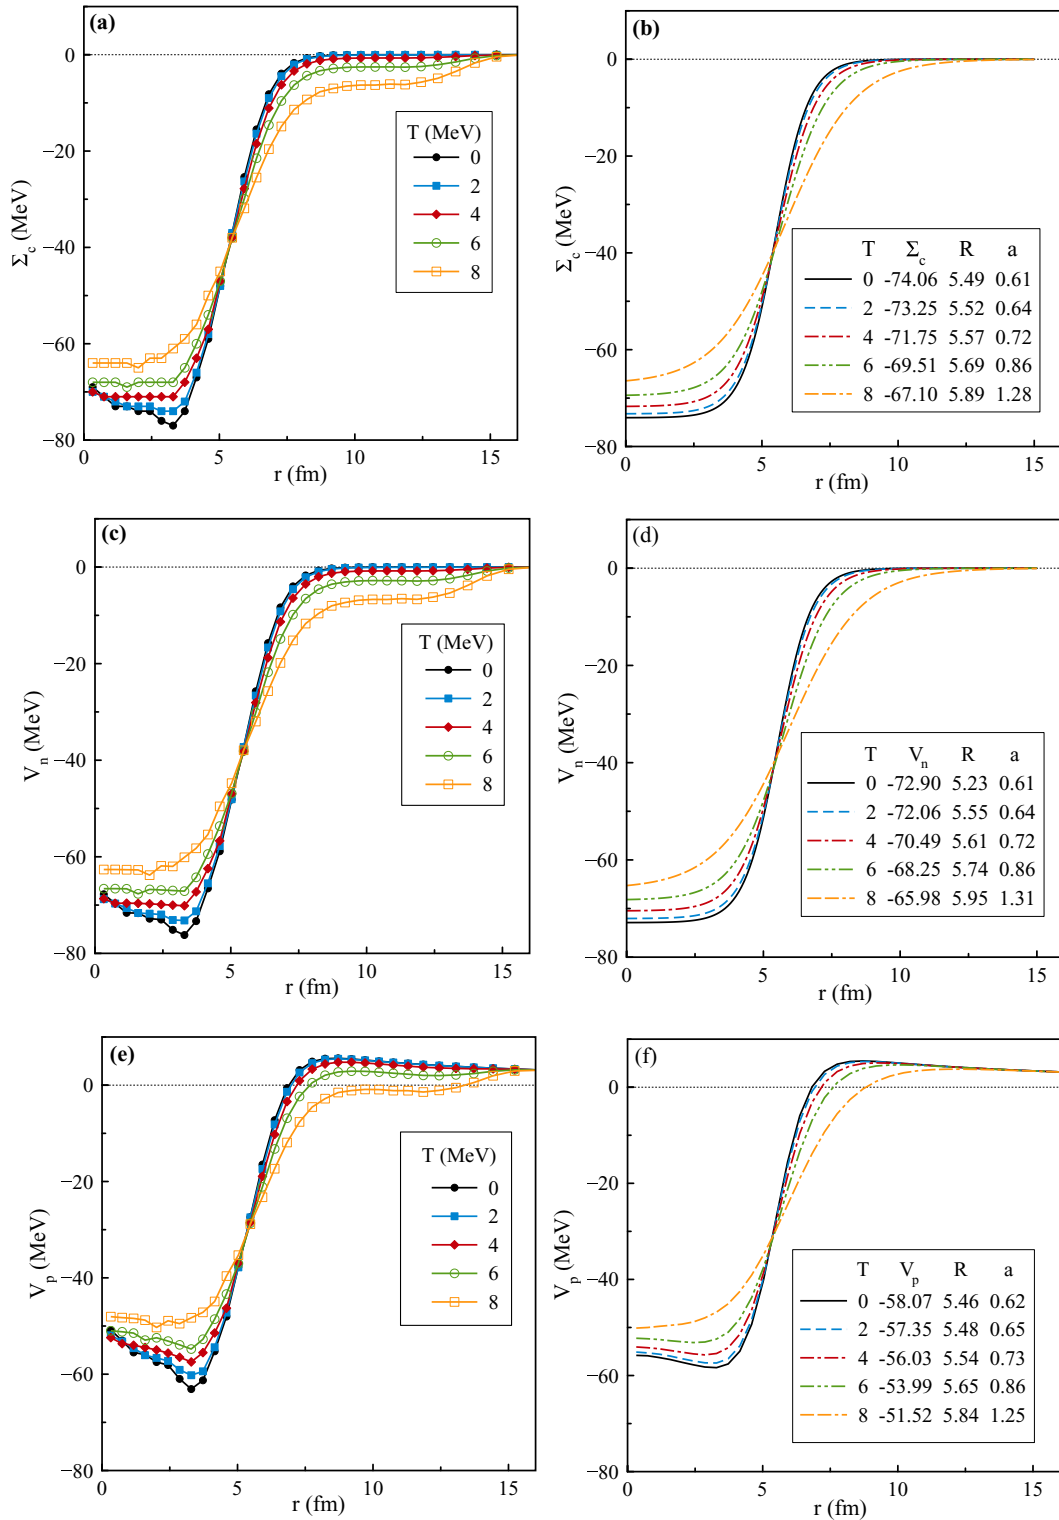 (a)
0
−20
−40
−60
−80
Σc (MeV)
T (MeV)
0
2
4
6
8
0 5 10 15
r (fm)
(b)
0
−20
−40
−60
−80
Σc (MeV)
T Σc R a
0 -74.06 5.49 0.61
2 -73.25 5.52 0.64
4 -71.75 5.57 0.72
6 -69.51 5.69 0.86
8 -67.10 5.89 1.28
0 5 10 15
r (fm)
(c)
0
−20
−40
−60
−80
Vn (MeV)
T (MeV)
0
2
4
6
8
0 5 10 15
r (fm)
(d)
0
−20
−40
−60
−80
Vn (MeV)
T Vn R a
0 -72.90 5.23 0.61
2 -72.06 5.55 0.64
4 -70.49 5.61 0.72
6 -68.25 5.74 0.86
8 -65.98 5.95 1.31
0 5 10 15
r (fm)
(e)
0
−20
−40
−60
−80
Vp (MeV)
T (MeV)
0
2
4
6
8
0 5 10 15
r (fm)
(f)
0
−20
−40
−60
−80
Vp (MeV)
T Vp R a
0 -58.07 5.46 0.62
2 -57.35 5.48 0.65
4 -56.03 5.54 0.73
6 -53.99 5.65 0.86
8 -51.52 5.84 1.25
0 5 10 15
r (fm)